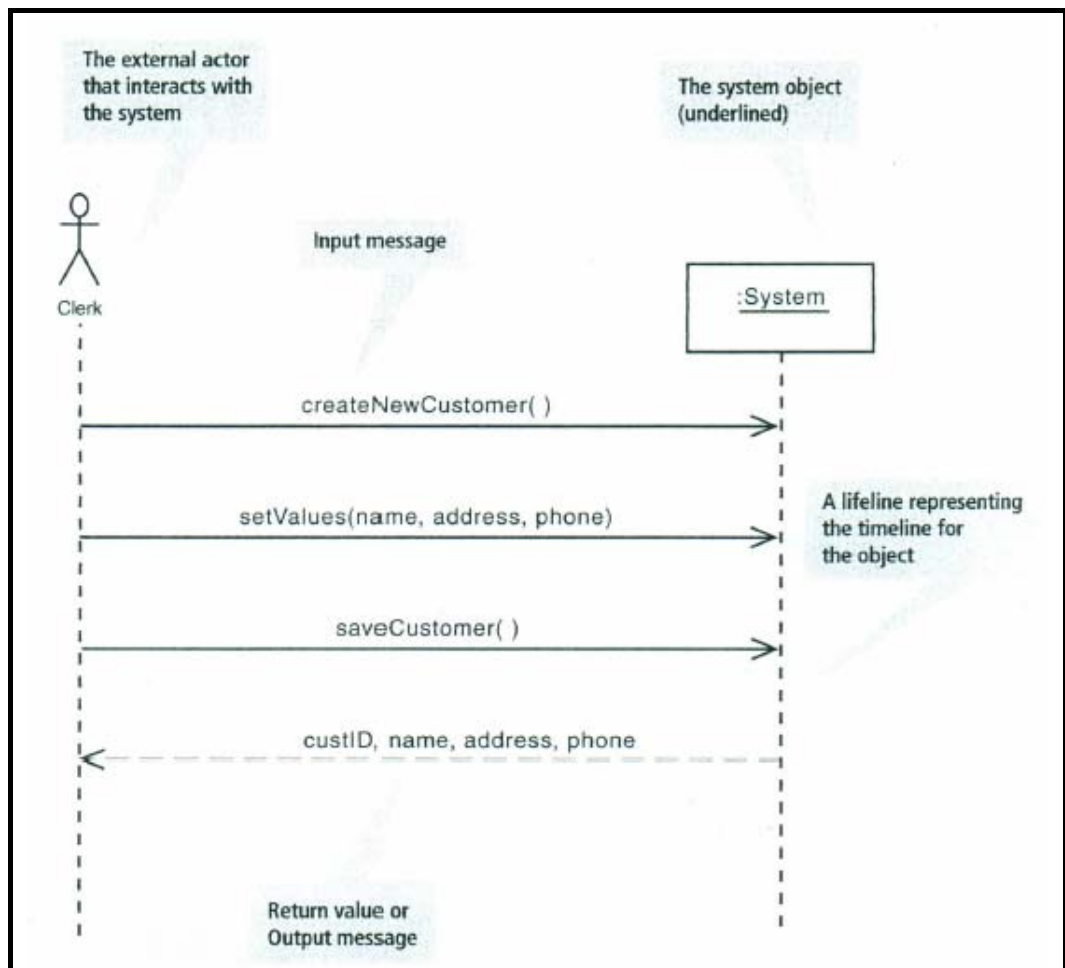 The external actor
that interacts with
the system
The system object
(underlined)
Input message
Clerk
:System
createNewCustomer( )
setValues(name, address, phone)
A lifeline representing
the timeline for
the object
saveCustomer( )
custID, name, address, phone
Return value or
Output message